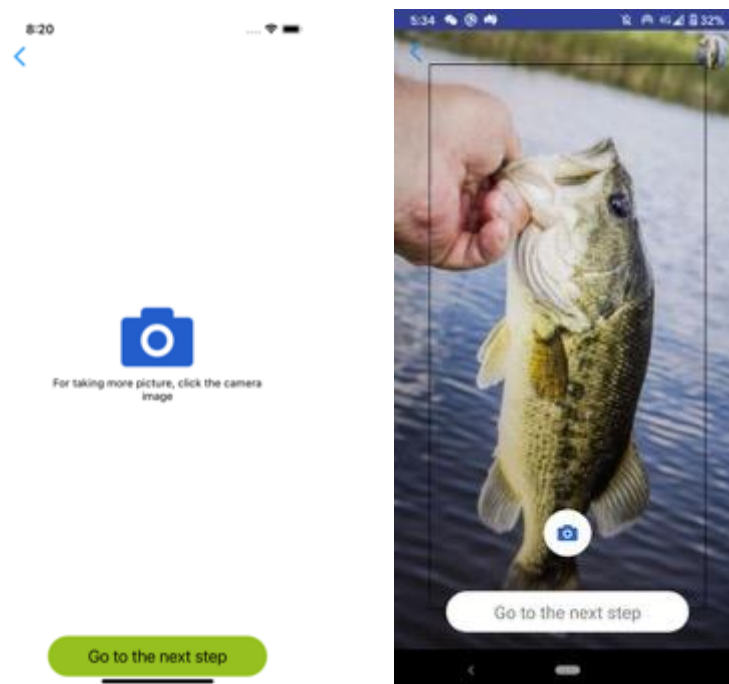 8:20
For taking more picture, click the camera
image
Go to the next step
5:34
4G
32%
Go to the next step